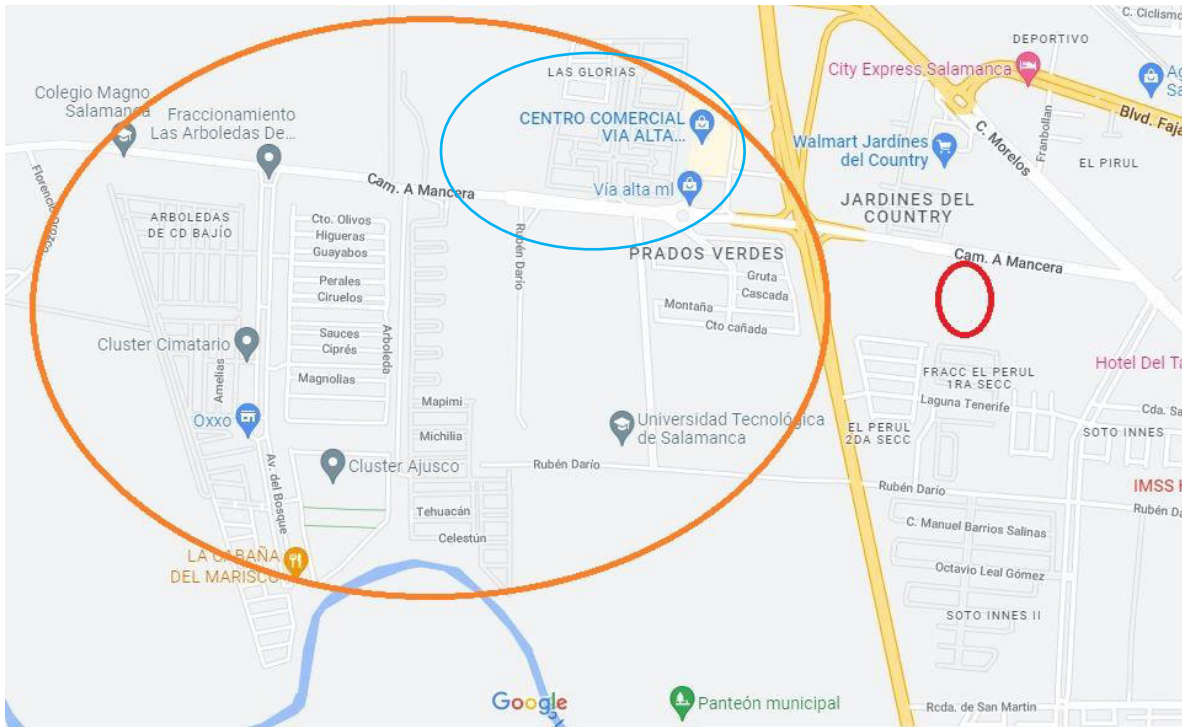 C. Ciclismo
DEPORTIVO
City Express Salamanca
LAS GLORIAS
Colegio Magno
Salamanca
Fraccionamiento
Las Arboledas De...
CENTRO COMERCIAL
VIA ALTA...
Walmart Jardínes
del Country
C. Morelos
Franbollan
Blvd. Faja
EL PIRUL
Florencio Orozco
Cam. A Mancera
Vía alta ml
JARDINES DEL
COUNTRY
ARBOLEDAS
DE CD BAJÍO
Cto. Olivos
Higueras
Guayabos
Rubén Darío
PRADOS VERDES
Cam. A Mancera
Perales
Ciruelos
Gruta
Cascada
Montaña
Cto cañada
Cluster Cimatario
Sauces
Ciprés
Arboleda
Amelias
Magnolias
FRACC EL PERUL
1RA SECC
Hotel Del Ta
Oxxo
Mapimi
Michilia
Universidad Tecnológica
de Salamanca
Laguna Tenerife
Cda. Sa
EL PERUL
2DA SECC
SOTO INNES
Cluster Ajusco
Av. del Bosque
Rubén Darío
Rubén Darío
IMSS H
Rubén Da
Tehuacán
Celestún
C. Manuel Barrios Salinas
LA CABAÑA
DEL MARISCO
Octavio Leal Gómez
SOTO INNES II
Google
Panteón municipal
Rcda. de San Martin